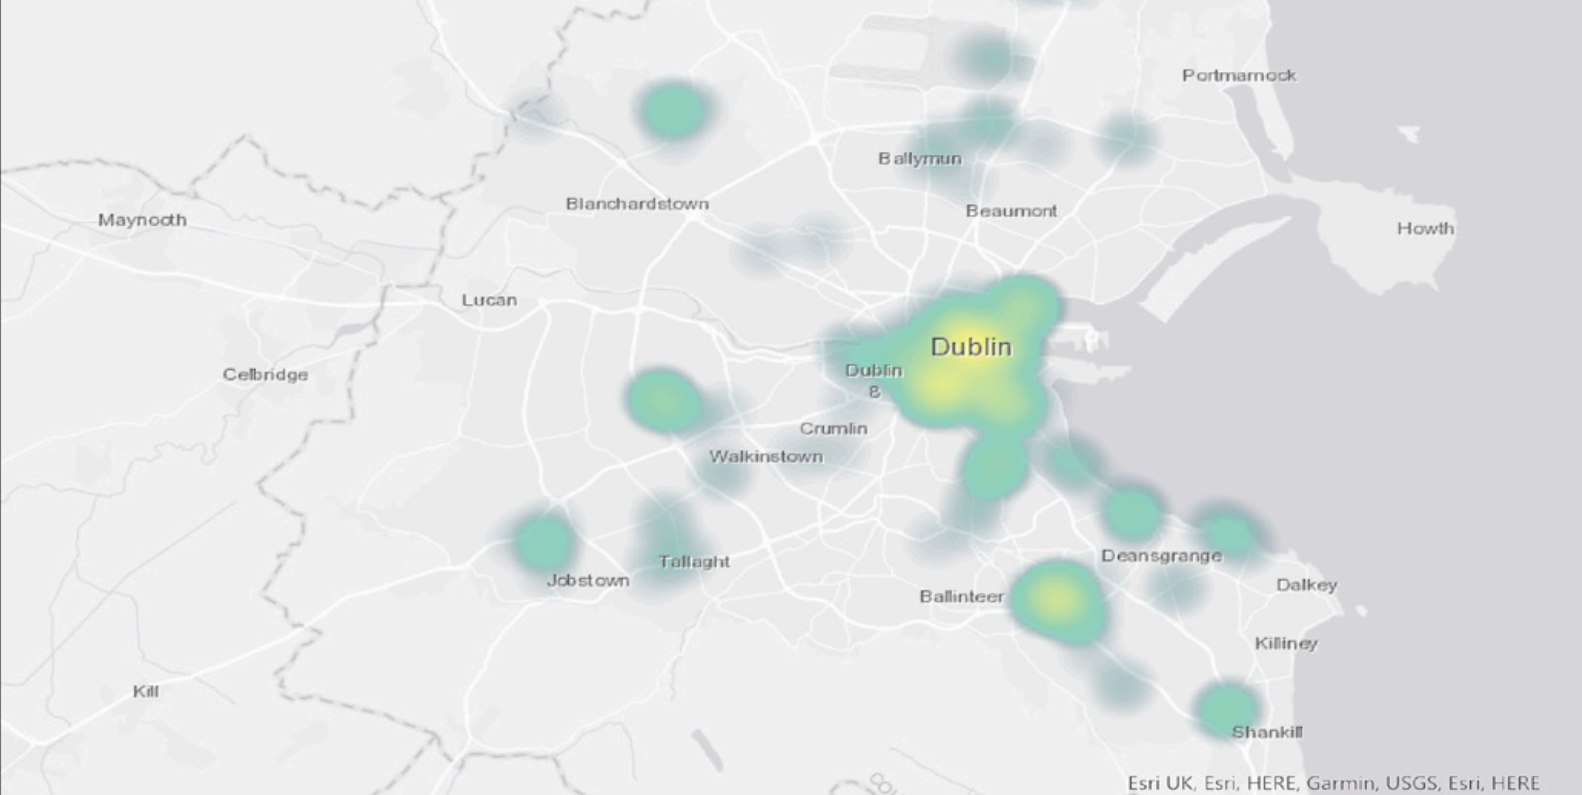 Portmarnock
Ballymun
Blanchardstown
Beaumont
Maynooth
Howth
Lucan
Dublin
Dublin
8
Celbridge
Crumlin
Walkinstown
Deansgrange
Tallaght
Jobstown
Dalkey
Ballinteer
Killiney
Kill
Shankill
Esri UK, Esri, HERE, Garmin, USGS, Esri, HERE